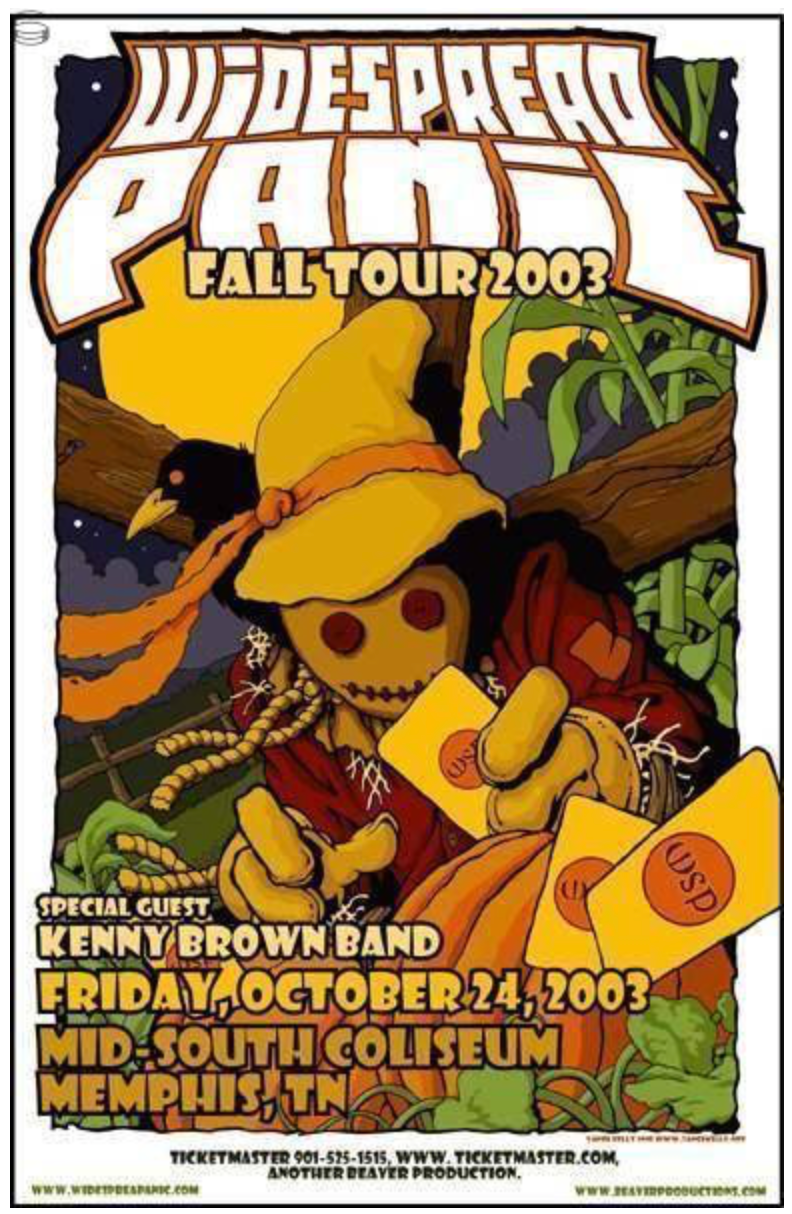 WIDESPREAD
PANIC
FALL TOUR 2003
wsp
wsp
SPECIAL GUEST
KENNY BROWN BAND
FRIDAY, OCTOBER 24, 2003
MID-SOUTH COLISEUM
MEMPHIS, TN
TICKETMASTER 901-525-1515, WWW. TICKETMASTER.COM,
ANOTHER BEAVER PRODUCTION.
WWW.WIDESPREADPANIC.COM
WWW.BEAVERPRODUCTIONS.COM